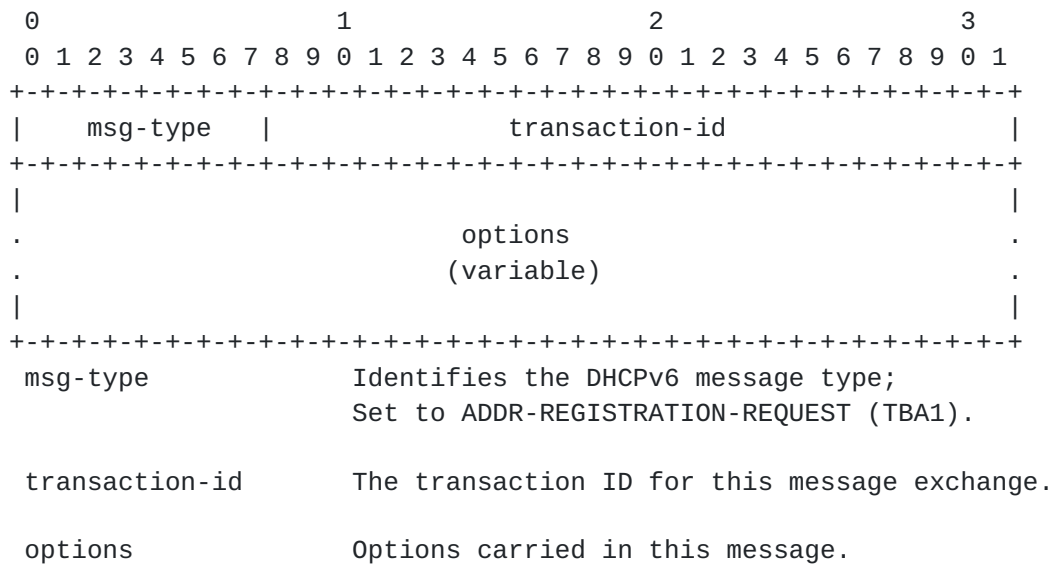 0                   1                   2                   3
 0 1 2 3 4 5 6 7 8 9 0 1 2 3 4 5 6 7 8 9 0 1 2 3 4 5 6 7 8 9 0 1
+-+-+-+-+-+-+-+-+-+-+-+-+-+-+-+-+-+-+-+-+-+-+-+-+-+-+-+-+-+-+-+-+
|    msg-type   |               transaction-id                  |
+-+-+-+-+-+-+-+-+-+-+-+-+-+-+-+-+-+-+-+-+-+-+-+-+-+-+-+-+-+-+-+-+
|                                                               |
.                            options                            .
.                           (variable)                          .
|                                                               |
+-+-+-+-+-+-+-+-+-+-+-+-+-+-+-+-+-+-+-+-+-+-+-+-+-+-+-+-+-+-+-+-+
 msg-type             Identifies the DHCPv6 message type;
                      Set to ADDR-REGISTRATION-REQUEST (TBA1).
 transaction-id       The transaction ID for this message exchange.
 options              Options carried in this message.